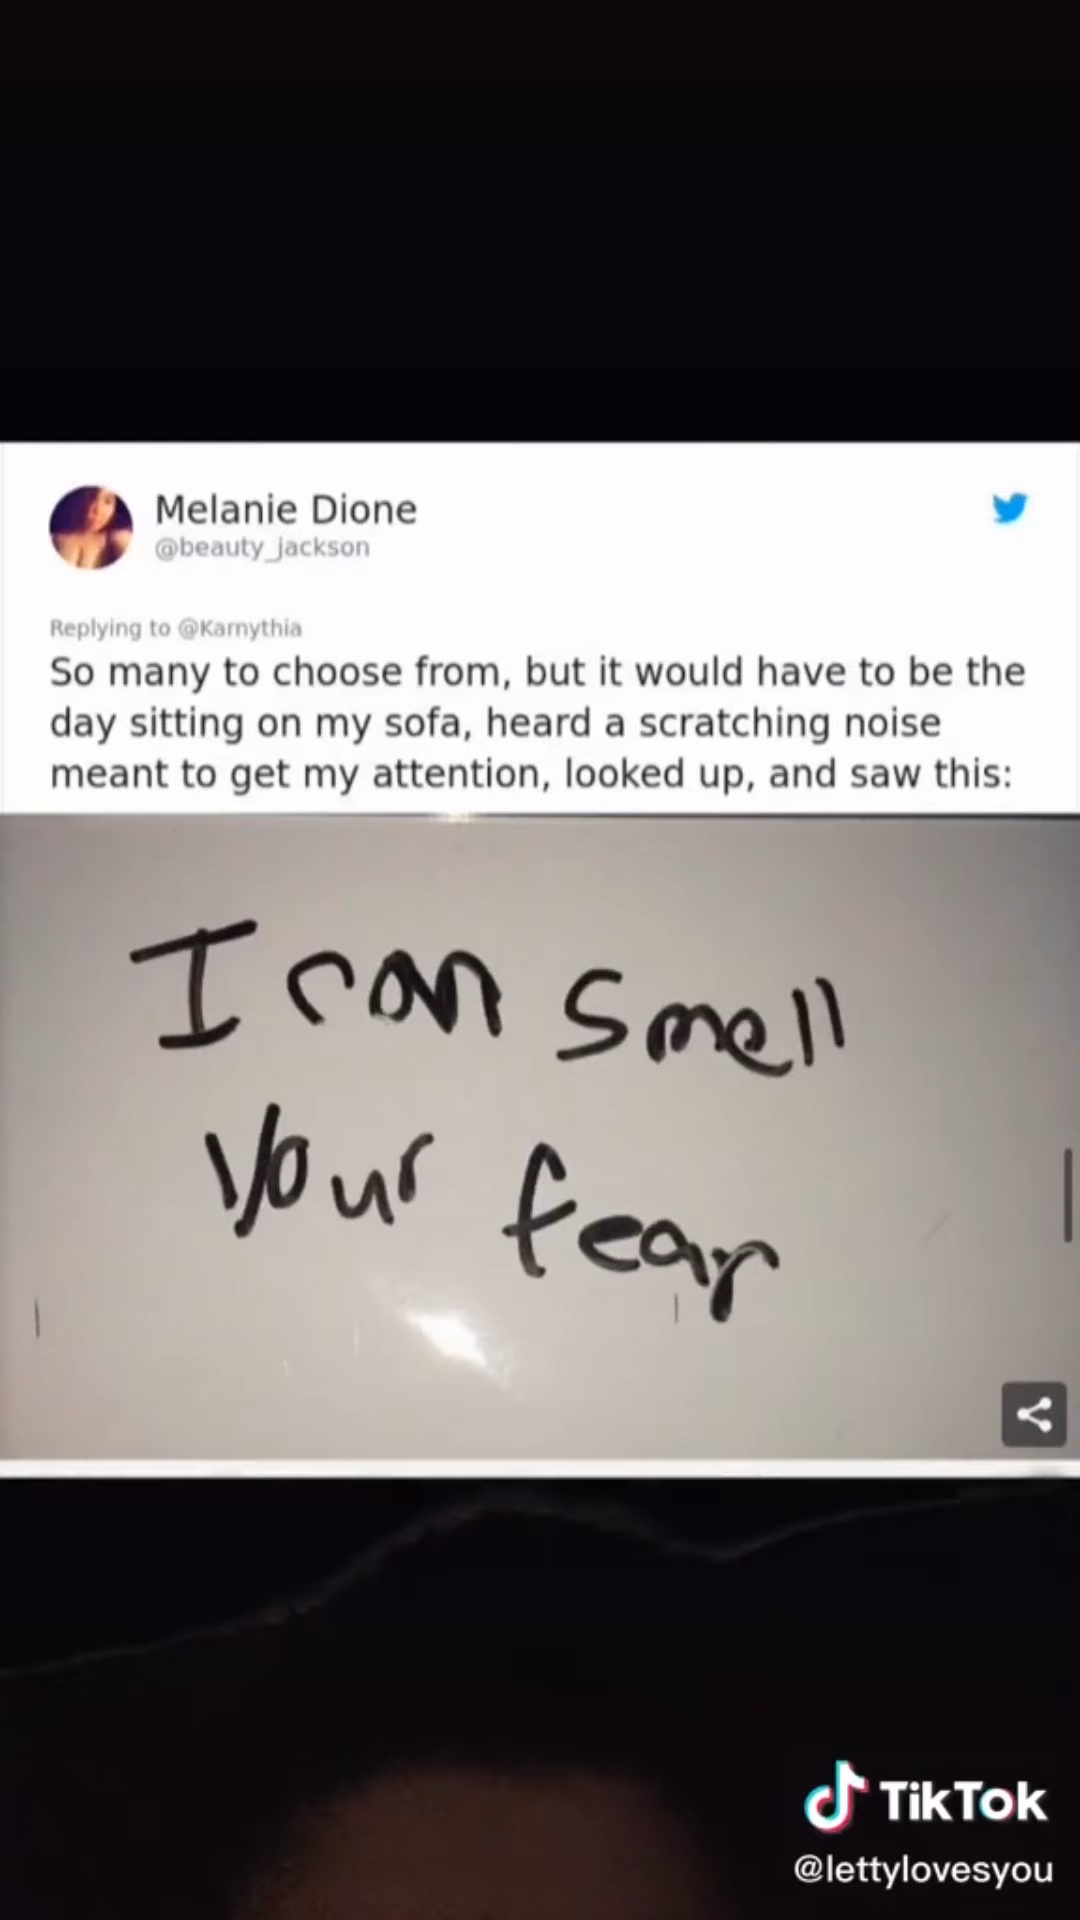 Melanie Dione
@beauty_jackson
Replying to @Karnythia
So many to choose from, but it would have to be the
day sitting on my sofa, heard a scratching noise
meant to get my attention, looked up, and saw this:
I can smell
your fear
TikTok
@lettylovesyou